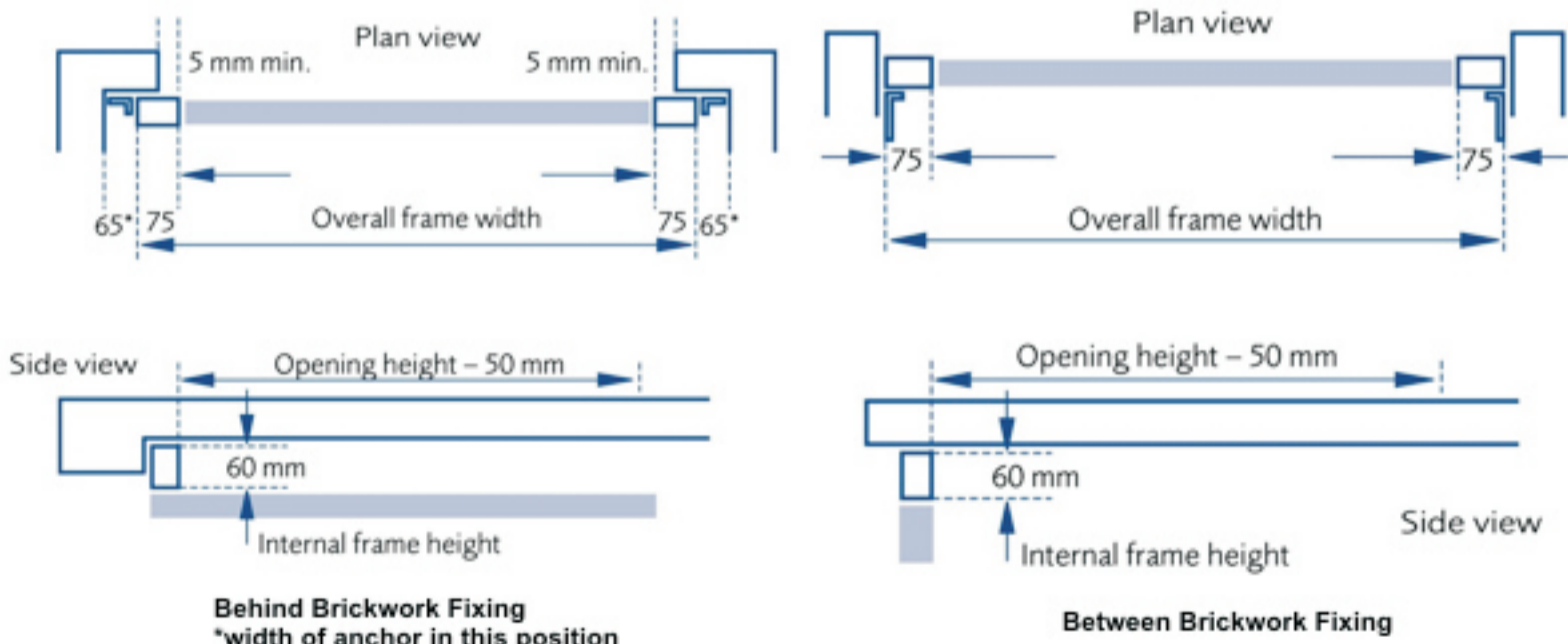 Plan view
5 mm min.
5 mm min.
65* 75
Overall frame width
75 65*
Plan view
75
75
Overall frame width
Side view
Opening height – 50 mm
60 mm
Internal frame height
Behind Brickwork Fixing
*width of anchor in this position
Opening height – 50 mm
60 mm
Side view
Internal frame height
Between Brickwork Fixing